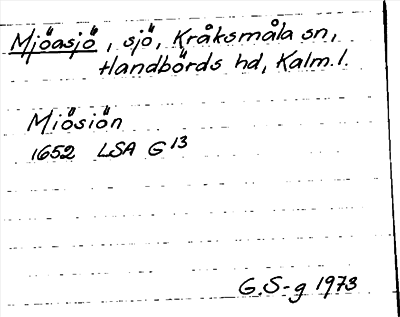 Mjöasjö, sjö, Kråksmåla sn,
Handbörds hd, Kalm. l.
Miösiön
1652 LSA G 13
G. S-g 1973